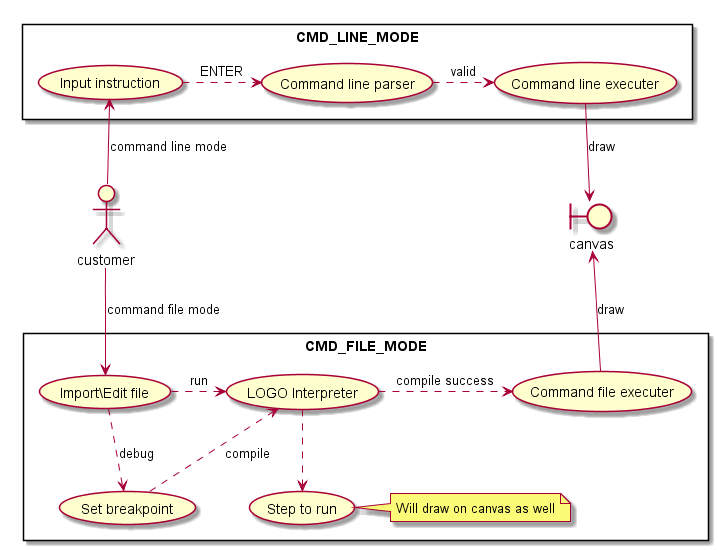 CMD_LINE_MODE
Input instruction
ENTER
Command line parser
valid
Command line executer
command line mode
draw
customer
canvas
command file mode
draw
CMD_FILE_MODE
Import\Edit file
run
LOGO Interpreter
compile success
Command file executer
debug
compile
Set breakpoint
Step to run
Will draw on canvas as well